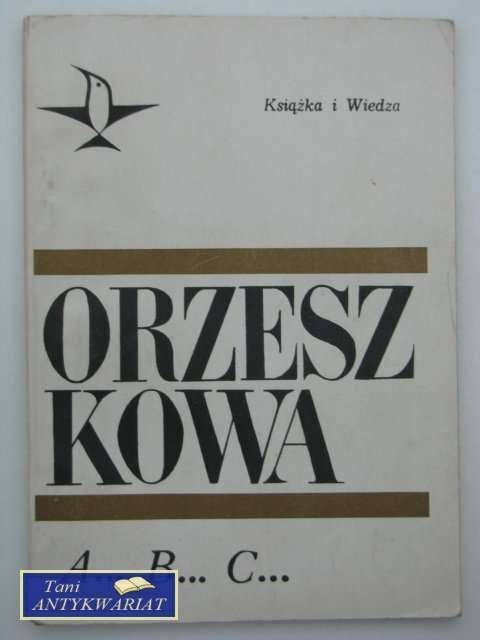 Książka i Wiedza
ORZESZ
KOWA
A... B... C...
Tani
ANTYKWARIAT